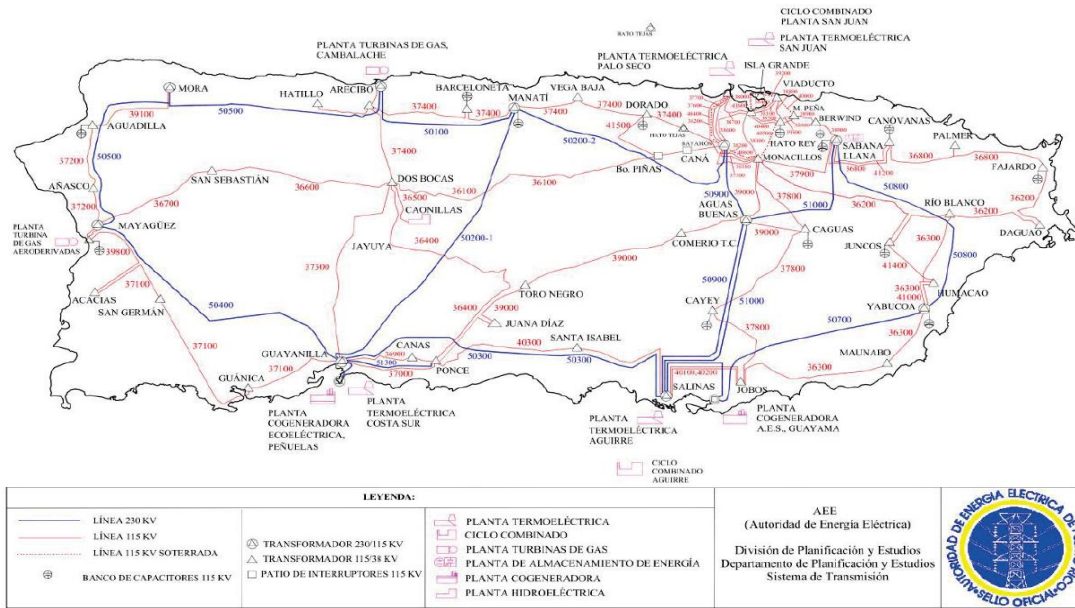 CICLO COMBINADO
PLANTA SAN JUAN
PLANTA TERMOELÉCTRICA
SAN JUAN
PLANTA TURBINAS DE GAS,
CAMBALACHE
PLANTA TERMOELÉCTRICA
PALO SECO
ISLA GRANDE
VIADUCTO
MORA
HATILLO
ARECIBO
BARCELONETA
MANATÍ
VEGA BAJA
DORADO
M. PEÑA
BERWIND
CANÓVANAS
PALMER
39100
50500
37400
37400
50100
37400
37400
41500
50200-2
AGUADILLA
HATO REY
SABANA
LLANA
CANÁ
MONACILLOS
Bo. PIÑAS
FAJARDO
37200
50500
37400
37900
36800
36800
41200
AÑASCO
SAN SEBASTIÁN
36600
DOS BOCAS
36100
36100
36500
CAONILLAS
50900
39000
37800
51000
50800
36200
36200
37200
36700
MAYAGÜEZ
AGUAS
BUENAS
RÍO BLANCO
36200
DAGUAO
PLANTA
TURBINA
DE GAS
AERODERIVADAS
JAYUYA
36400
50200-1
COMERIO T.C.
39000
CAGUAS
JUNCOS
36300
50800
39800
37100
39000
37800
41400
ACACIAS
SAN GERMÁN
37300
50400
TORO NEGRO
50900
51000
36300
HUMACAO
41000
YABUCOA
36400
39000
JUANA DÍAZ
CAYEY
37800
50700
36300
37100
GUAYANILLA
CANAS
40300
SANTA ISABEL
50300
50300
PONCE
51300
37000
37100
MAUNABO
36300
GUÁNICA
SALINAS
JOBOS
PLANTA
COGENERADORA
ECOELÉCTRICA,
PEÑUELAS
PLANTA
TERMOELÉCTRICA
COSTA SUR
PLANTA
TERMOELÉCTRICA
AGUIRRE
PLANTA
COGENERADORA
A.E.S., GUAYAMA
CICLO
COMBINADO
AGUIRRE
LEYENDA:
LÍNEA 230 KV
LÍNEA 115 KV
LÍNEA 115 KV SOTERRADA
BANCO DE CAPACITORES 115 KV
TRANSFORMADOR 230/115 KV
TRANSFORMADOR 115/38 KV
PATIO DE INTERRUPTORES 115 KV
PLANTA TERMOELÉCTRICA
CICLO COMBINADO
PLANTA TURBINAS DE GAS
PLANTA DE ALMACENAMIENTO DE ENERGÍA
PLANTA COGENERADORA
PLANTA HIDROELÉCTRICA
AEE
(Autoridad de Energía Eléctrica)
División de Planificación y Estudios
Departamento de Planificación y Estudios
Sistema de Transmisión
AUTORIDAD DE ENERGIA ELECTRICA DE
SELLO OFICIAL